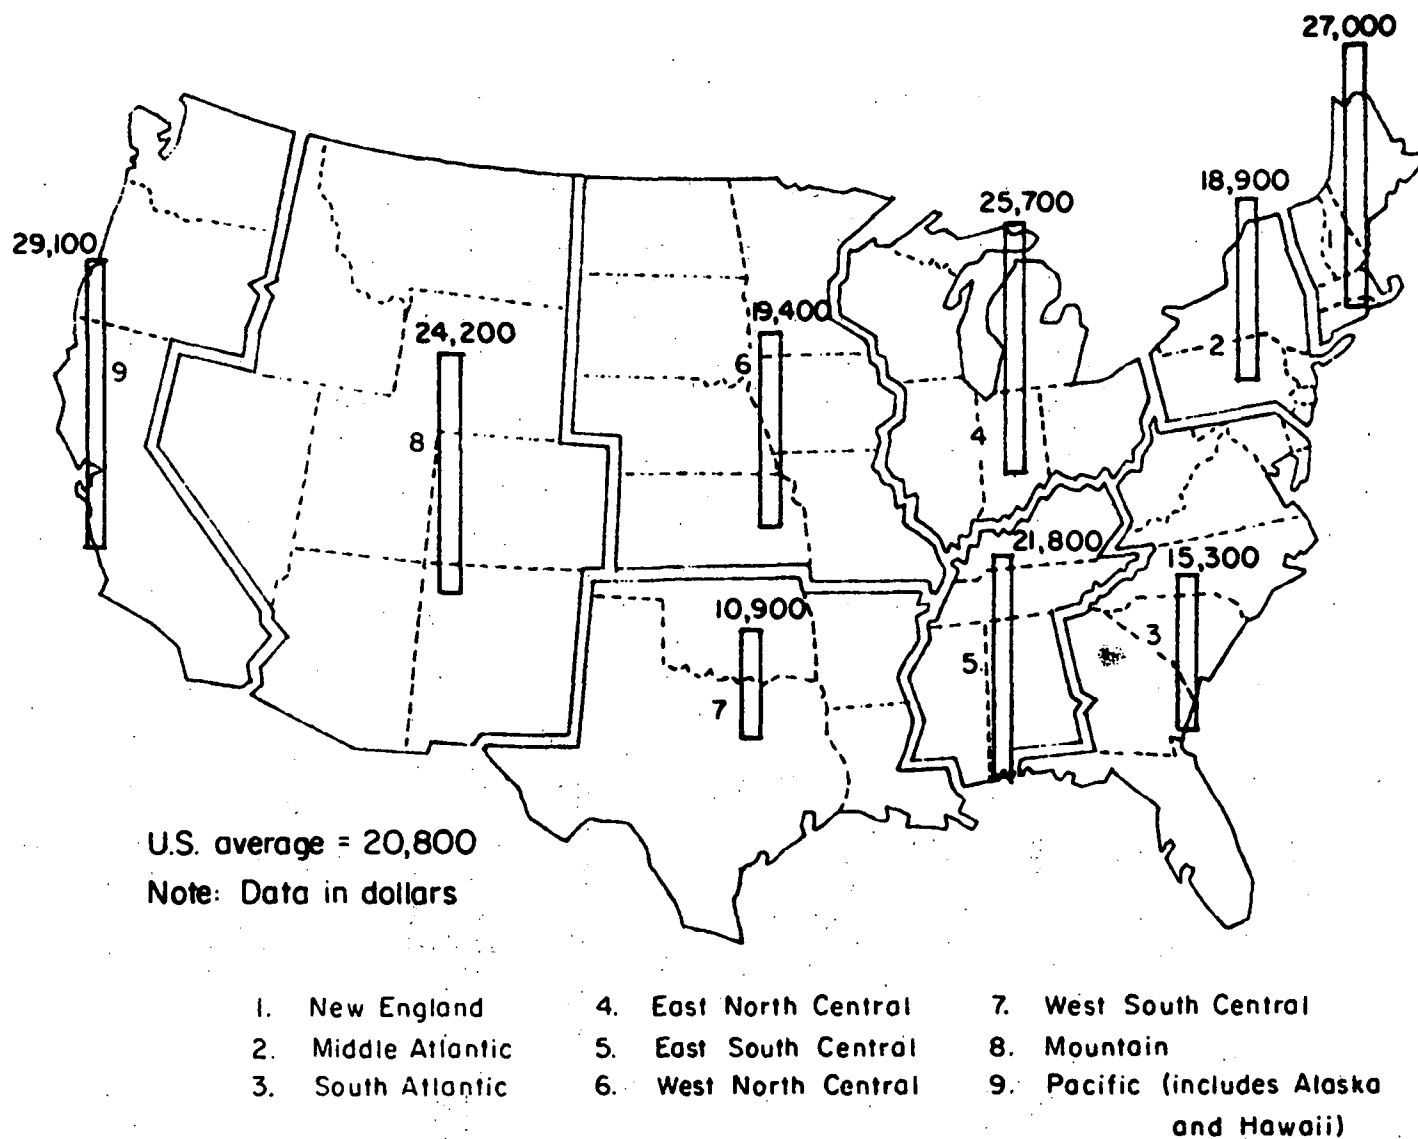 27,000
18,900
25,700
29,100
19,400
24,200
1
2
6
9
4
8
21,800
15,300
10,900
3
5
7
U.S. average = 20,800
Note: Data in dollars
1. New England
2. Middle Atlantic
3. South Atlantic
4. East North Central
5. East South Central
6. West North Central
7. West South Central
8. Mountain
9. Pacific (includes Alaska
and Hawaii)